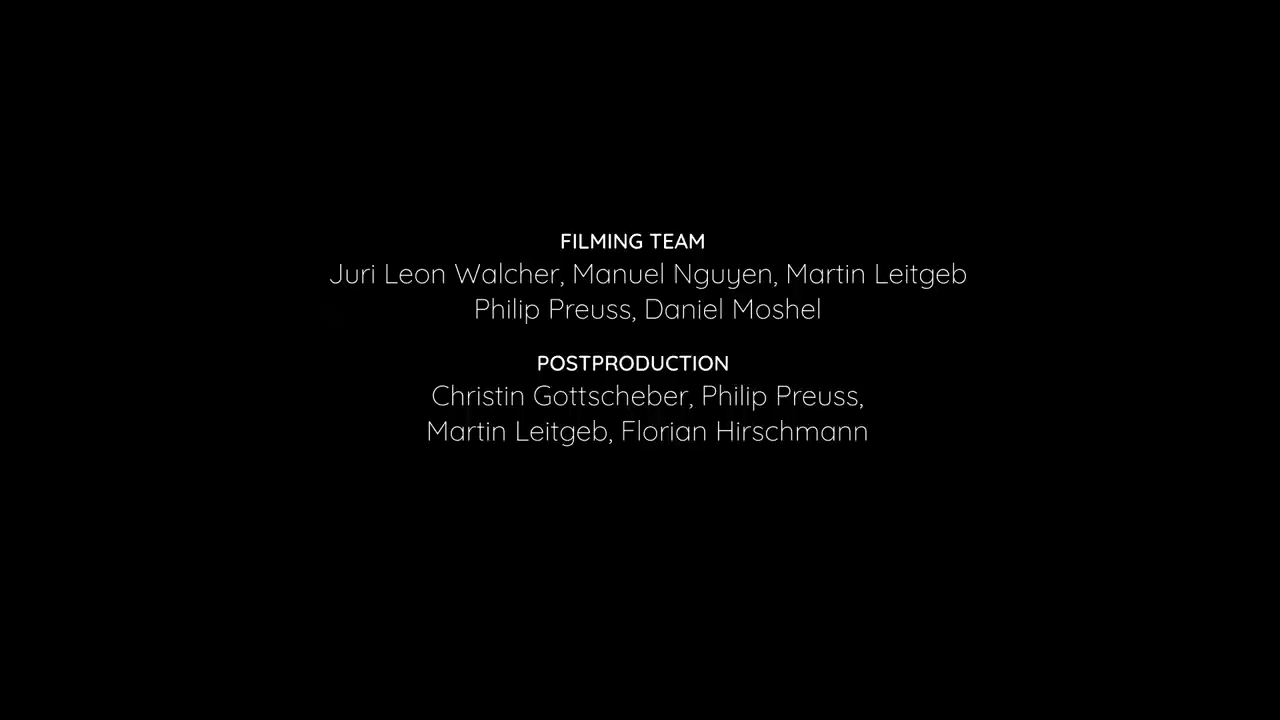 FILMING TEAM
Juri Leon Walcher, Manuel Nguyen, Martin Leitgeb
Philip Preuss, Daniel Moshel
POSTPRODUCTION
Christin Gottscheber, Philip Preuss,
Martin Leitgeb, Florian Hirschmann